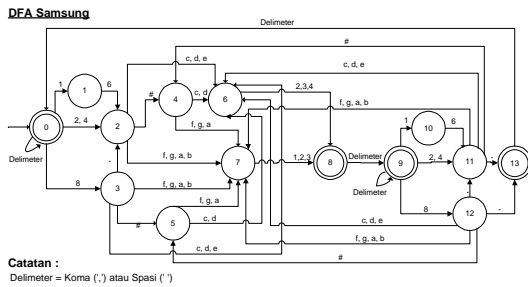 DFA Samsung
Delimeter
#
c, d, e
c, d, e
f, g, a, b
2,3,4
1
1
6
#
4
c, d
6
1
10
6
0
2, 4
2
f, g, a
Delimeter
f, g, a, b
7
1,2,3
8
Delimeter
9
2, 4
11
-
13
Delimeter
8
3
f, g, a, b
f, g, a
8
12
-
#
5
c, d
c, d, e
c, d, e
f, g, a, b
#
Catatan :
Delimeter = Koma (',') atau Spasi (' ')